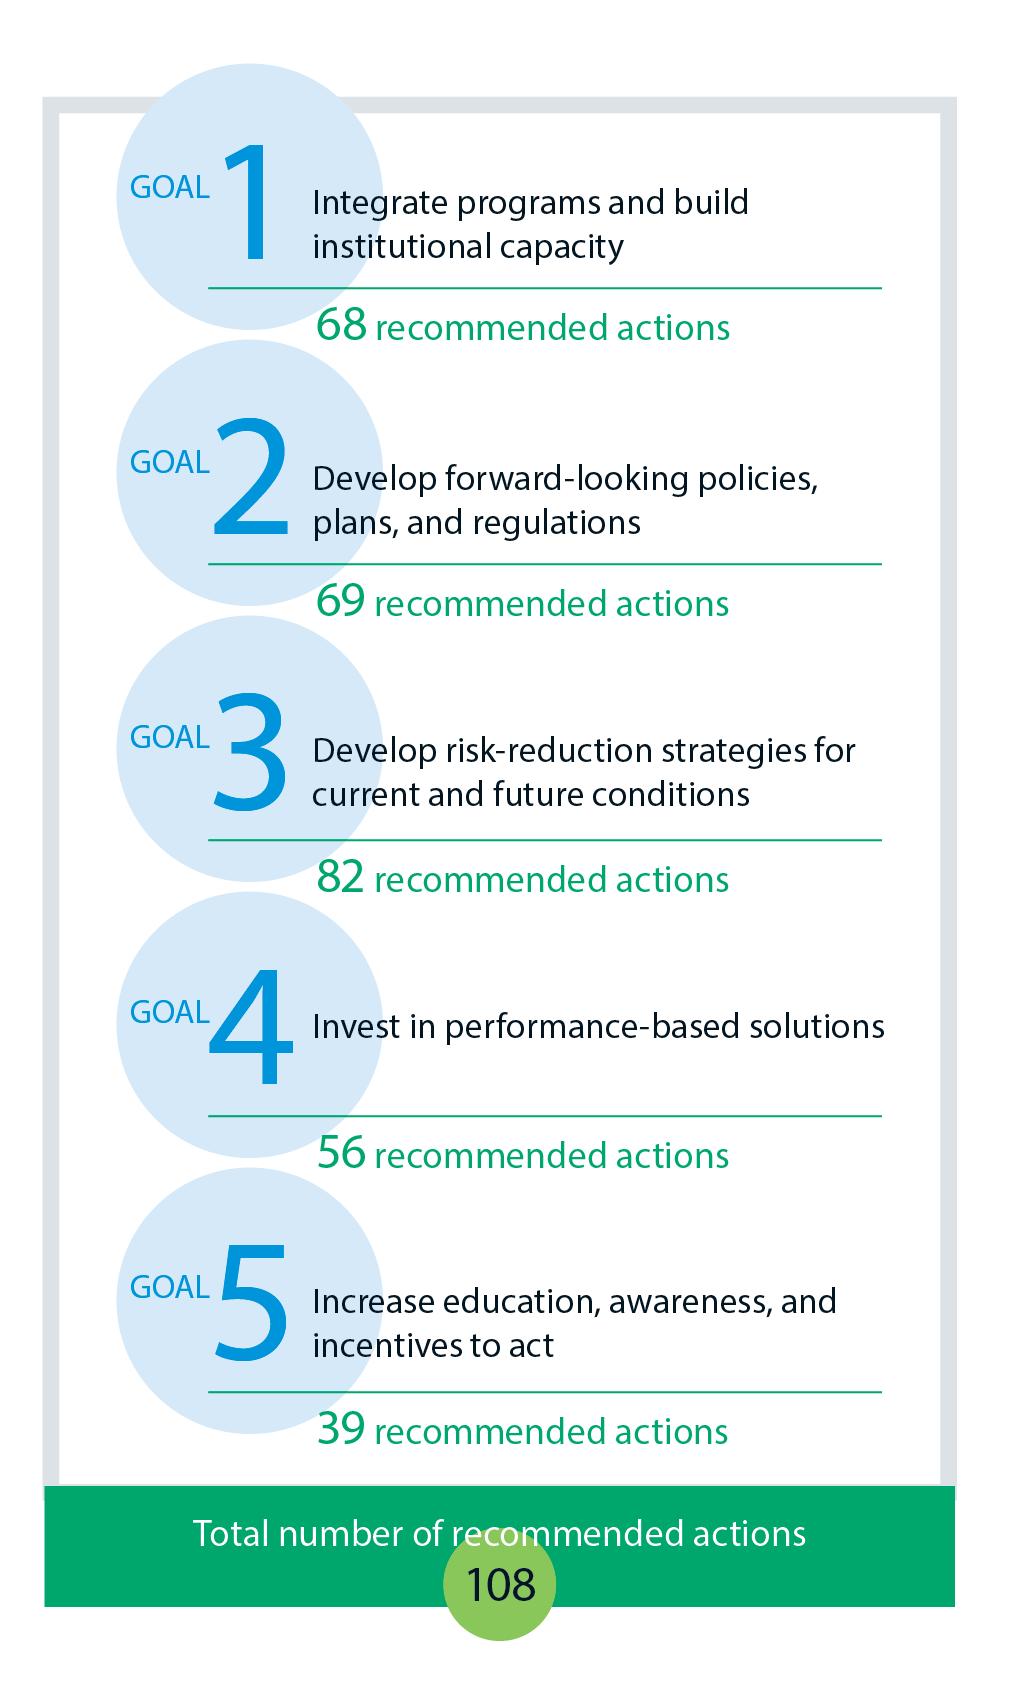 GOAL 1
Integrate programs and build
institutional capacity
68 recommended actions
GOAL 2
Develop forward-looking policies,
plans, and regulations
69 recommended actions
GOAL 3
Develop risk-reduction strategies for
current and future conditions
82 recommended actions
GOAL 4
Invest in performance-based solutions
56 recommended actions
GOAL 5
Increase education, awareness, and
incentives to act
39 recommended actions
Total number of recommended actions
108